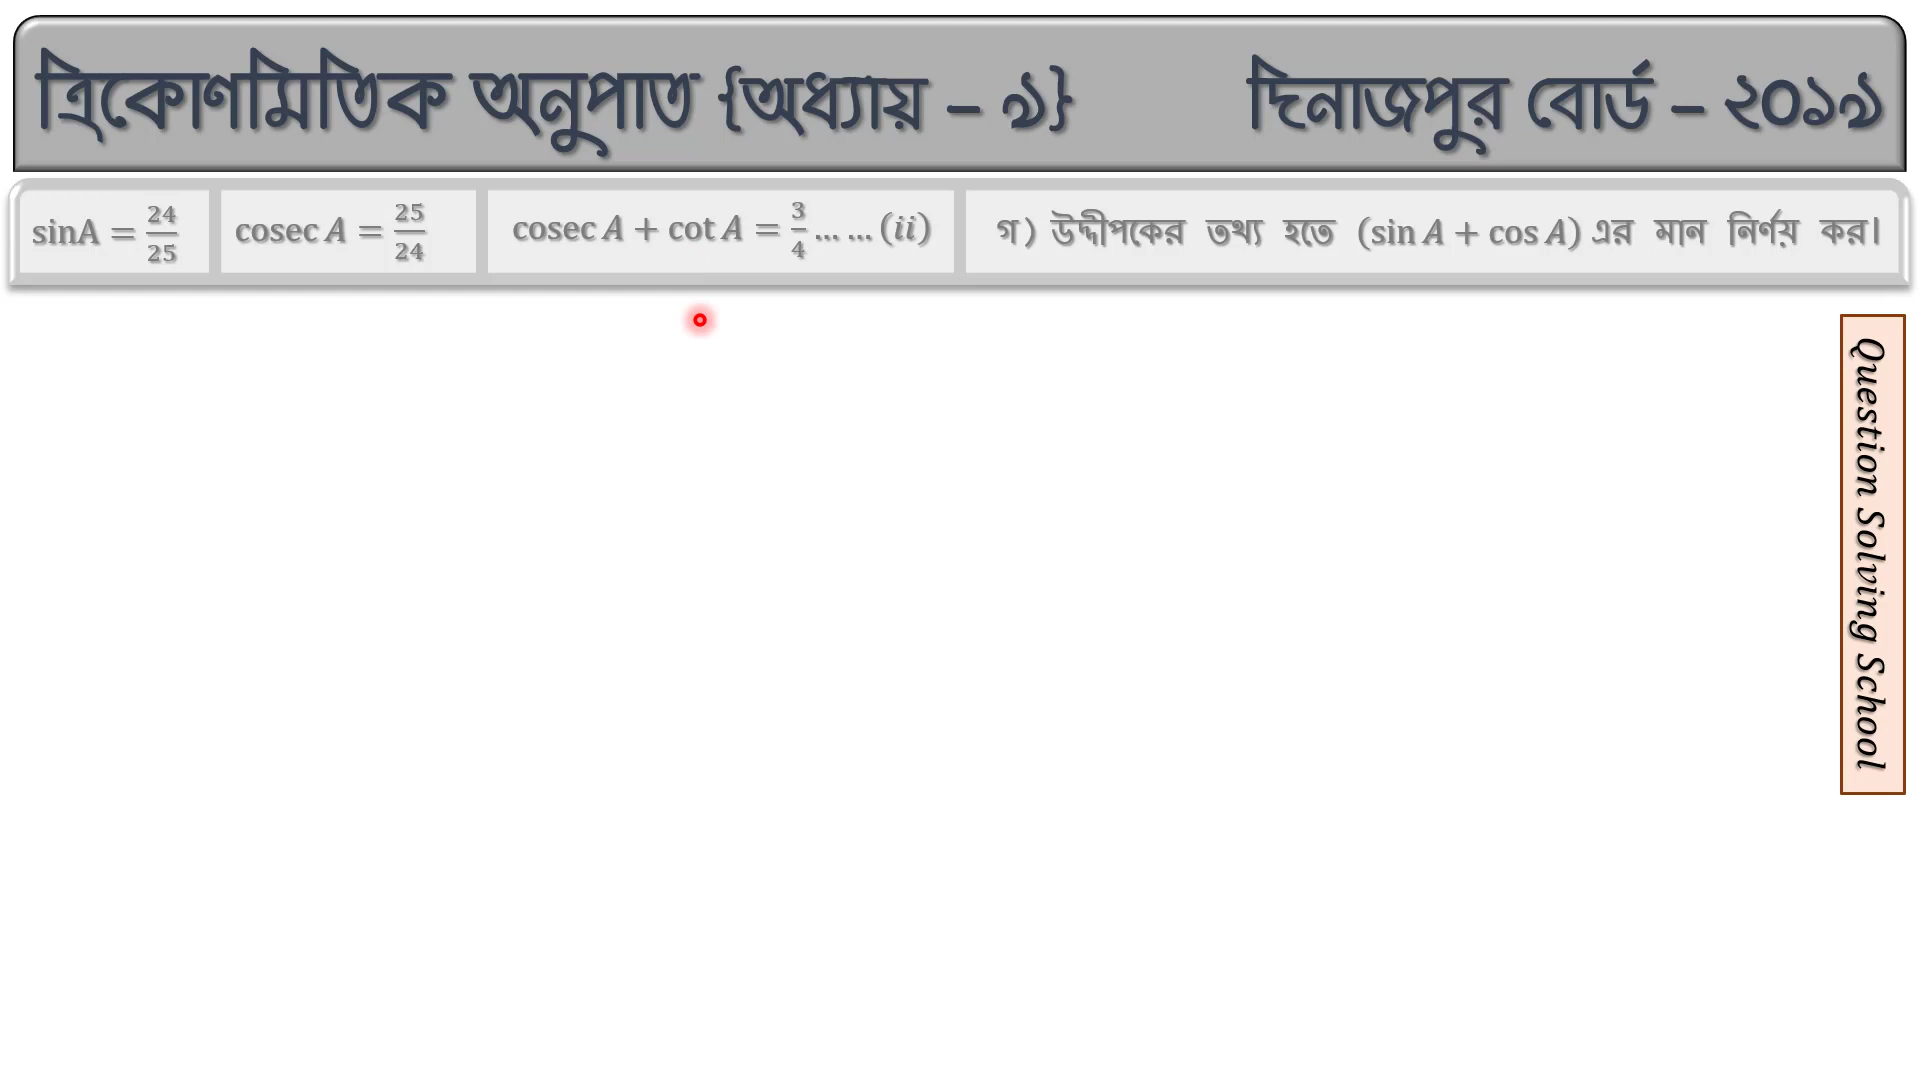 ত্রিকোণমিতিক অনুপাত {অধ্যায় – ৯} দিনাজপুর বোর্ড – ২০১৯
sinA = 24/25 cosec A = 25/24 cosec A + cot A = 3/4 … … (ii) গ) উদ্দীপকের তথ্য হতে (sin A + cos A) এর মান নির্ণয় কর।
Question Solving School